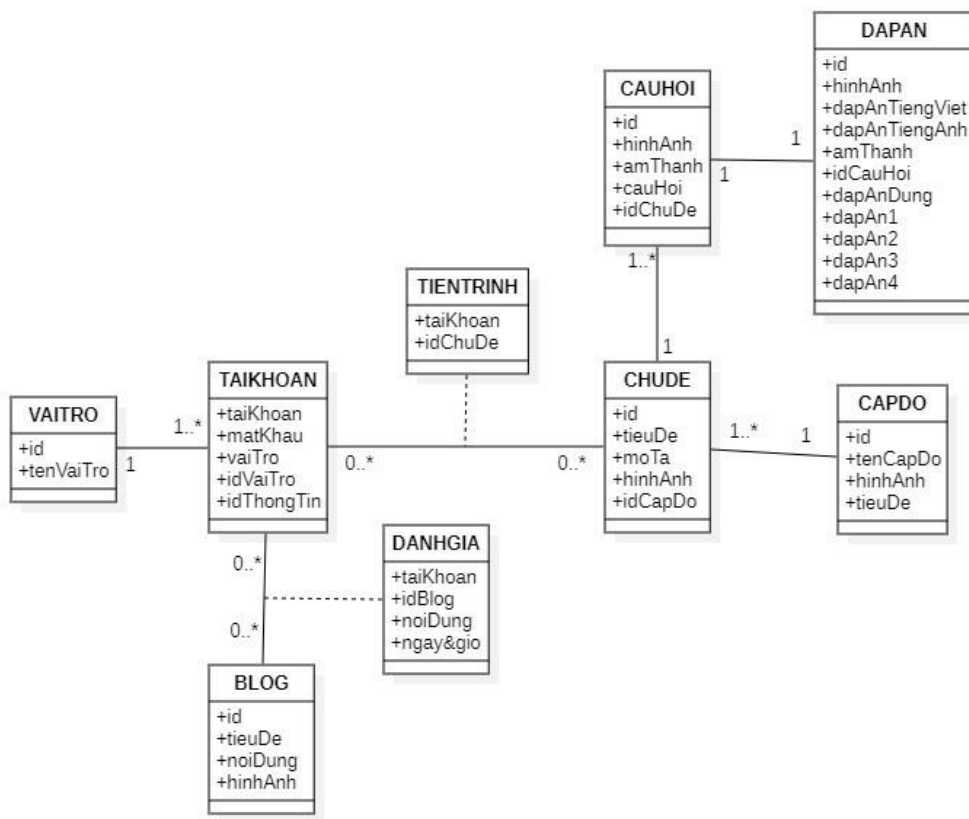 DAPAN
+id
+hinhAnh
+dapAnTiengViet
+dapAnTiengAnh
+amThanh
+idCauHoi
+dapAnDung
+dapAn1
+dapAn2
+dapAn3
+dapAn4
CAUHOI
+id
+hinhAnh
+amThanh
+cauHoi
+idChuDe
1
1
1..*
1
TIENTRINH
+taiKhoan
+idChuDe
VAITRO
+id
+tenVaiTro
1
1..*
TAIKHOAN
+taiKhoan
+matKhau
+vaiTro
+idVaiTro
+idThongTin
0..*
0..*
CHUDE
+id
+tieuDe
+moTa
+hinhAnh
+idCapDo
1..*
1
CAPDO
+id
+tenCapDo
+hinhAnh
+tieuDe
0..*
0..*
DANHGIA
+taiKhoan
+idBlog
+noiDung
+ngay&gio
BLOG
+id
+tieuDe
+noiDung
+hinhAnh